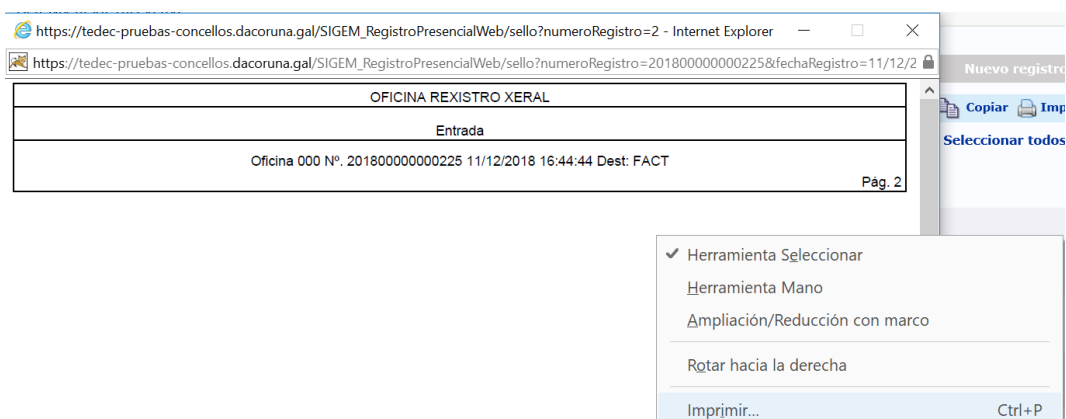 https://tedec-pruebas-concellos.dacoruna.gal/SIGEM_RegistroPresencialWeb/sello?numeroRegistro=2 - Internet Explorer
https://tedec-pruebas-concellos.dacoruna.gal/SIGEM_RegistroPresencialWeb/sello?numeroRegistro=201800000000225&fechaRegistro=11/12/2
Nuevo registro
OFICINA REXISTRO XERAL
Copiar Imp
Entrada
Seleccionar todos
Oficina 000 Nº. 201800000000225 11/12/2018 16:44:44 Dest: FACT
Pág. 2
Herramienta Seleccionar
Herramienta Mano
Ampliación/Reducción con marco
Rotar hacia la derecha
Imprimir... Ctrl+P